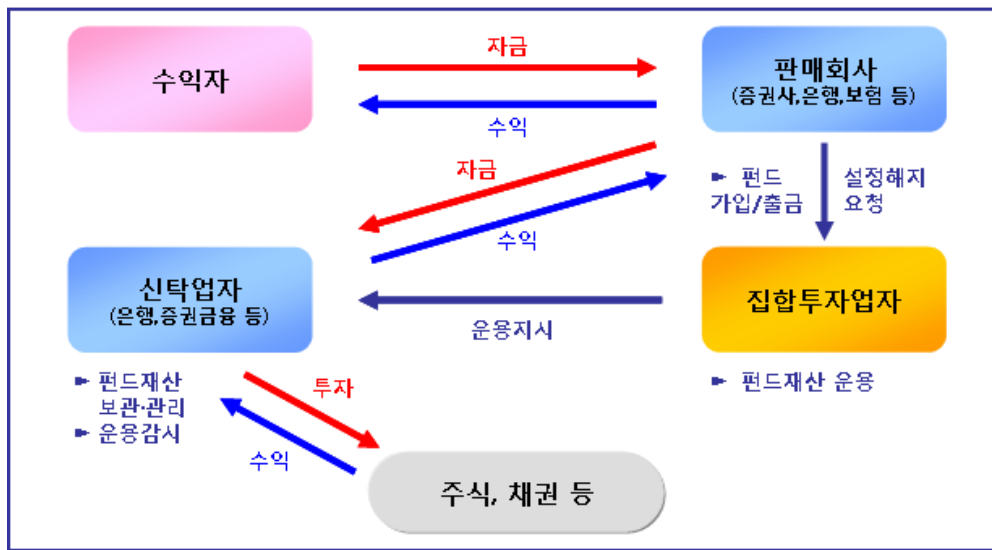 자금
수익자
판매회사
(증권사,은행,보험 등)
수익
자금
► 펀드
가입/출금
설정해지
요청
수익
신탁업자
(은행,증권금융 등)
집합투자업자
운용지시
► 펀드재산
보관·관리
► 운용감시
투자
► 펀드재산 운용
수익
주식, 채권 등